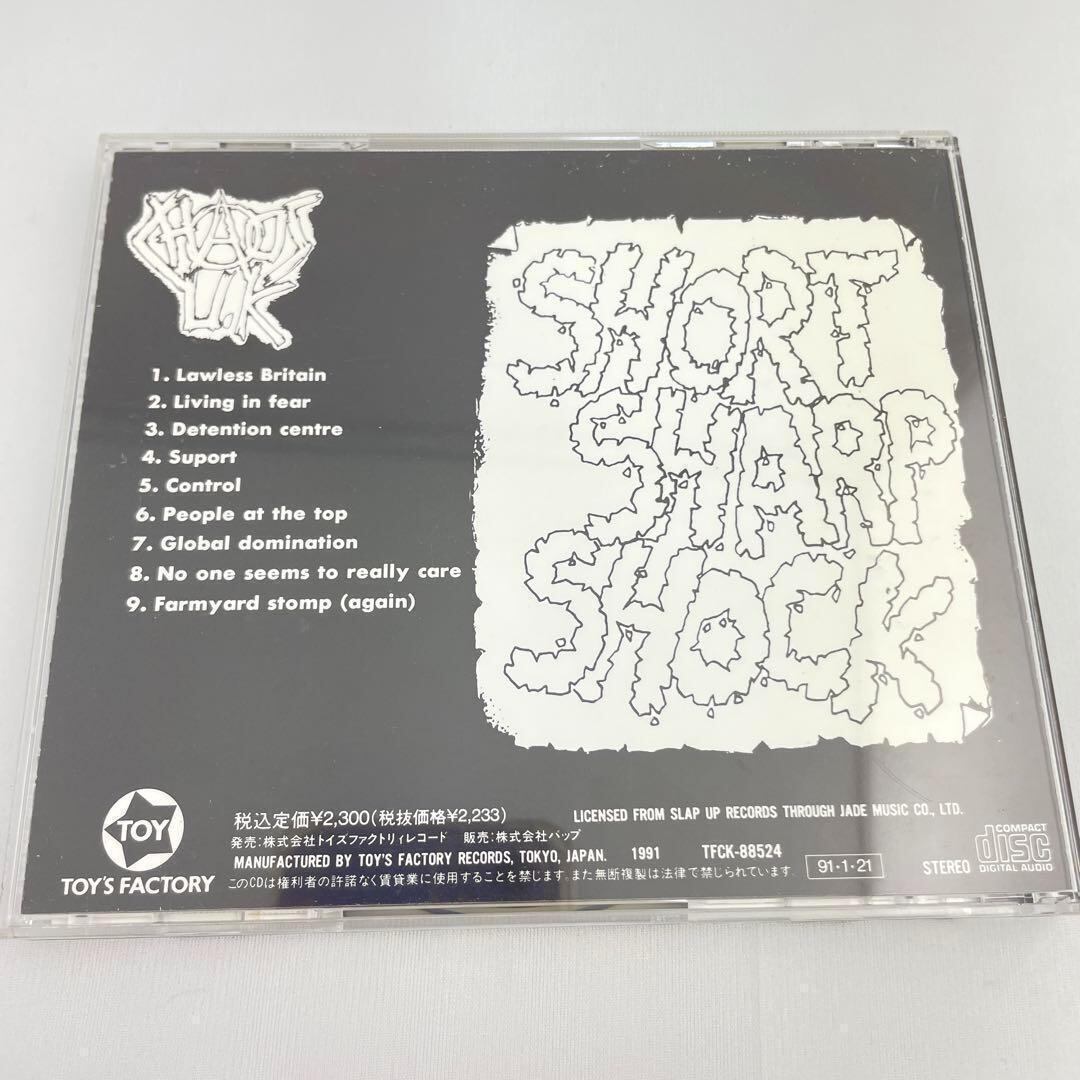 CHAOS
U.K
1. Lawless Britain
2. Living in fear
3. Detention centre
4. Suport
5. Control
6. People at the top
7. Global domination
8. No one seems to really care
9. Farmyard stomp (again)
SHORT
SHARP
SHOCK
TOY
TOY'S FACTORY
税込定価¥2,300(税抜価格¥2,233)
発売:株式会社トイズファクトリィレコード 販売:株式会社バップ
MANUFACTURED BY TOY'S FACTORY RECORDS, TOKYO, JAPAN. 1991 TFCK-88524
このCDは権利者の許諾なく賃貸業に使用することを禁じます。また無断複製は法律で禁じられています。
91·1·21
LICENSED FROM SLAP UP RECORDS THROUGH JADE MUSIC CO., LTD.
STEREO
COMPACT
disc
DIGITAL AUDIO